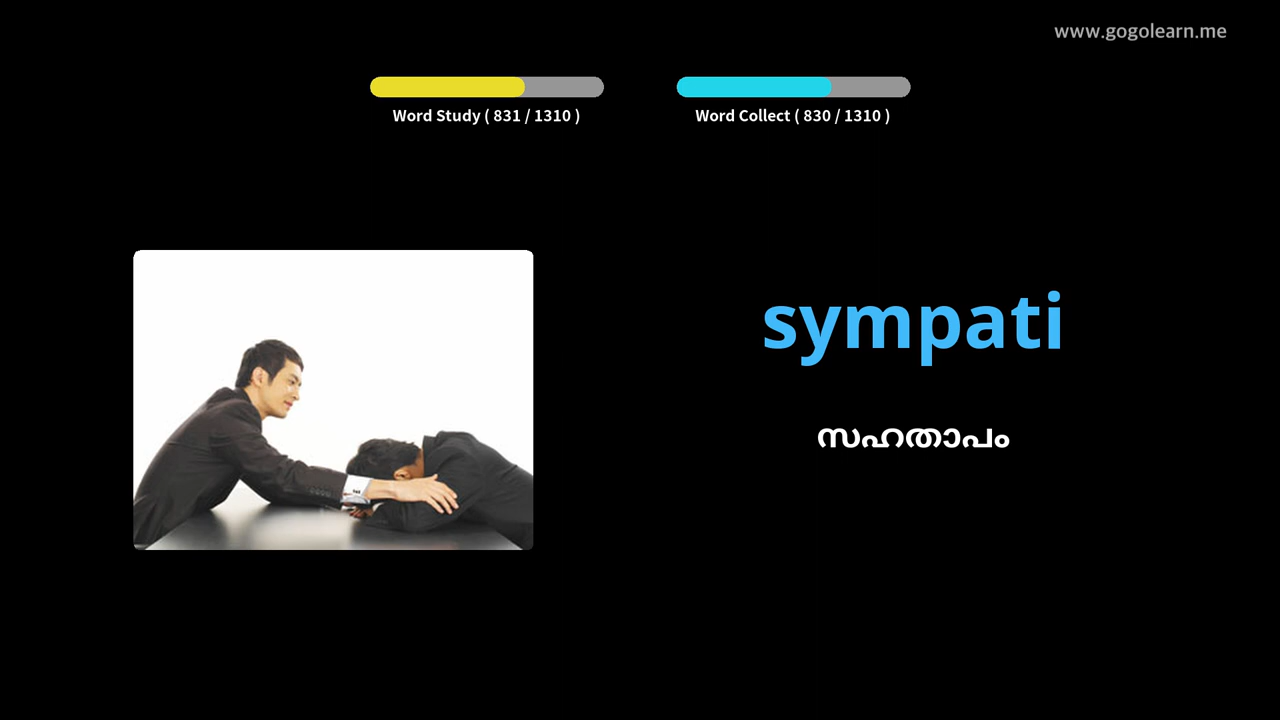 www.gogolearn.me
Word Study ( 831 / 1310 )
Word Collect ( 830 / 1310 )
sympati
സഹതാപം